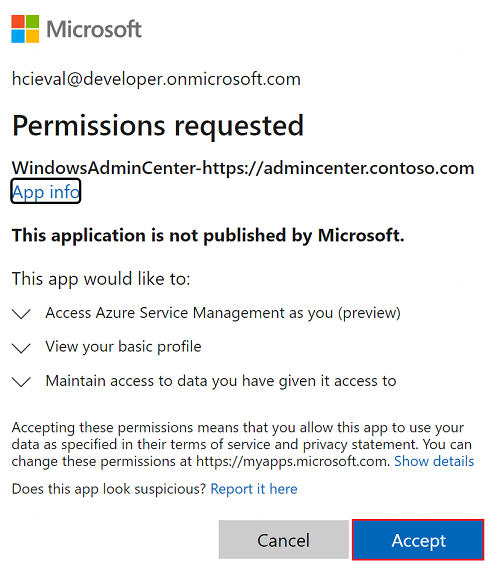 Microsoft
hcieval@developer.onmicrosoft.com
Permissions requested
WindowsAdminCenter-https://admincenter.contoso.com
App info
This application is not published by Microsoft.
This app would like to:
Access Azure Service Management as you (preview)
View your basic profile
Maintain access to data you have given it access to
Accepting these permissions means that you allow this app to use your
data as specified in their terms of service and privacy statement. You can
change these permissions at https://myapps.microsoft.com. Show details
Does this app look suspicious? Report it here
Cancel Accept